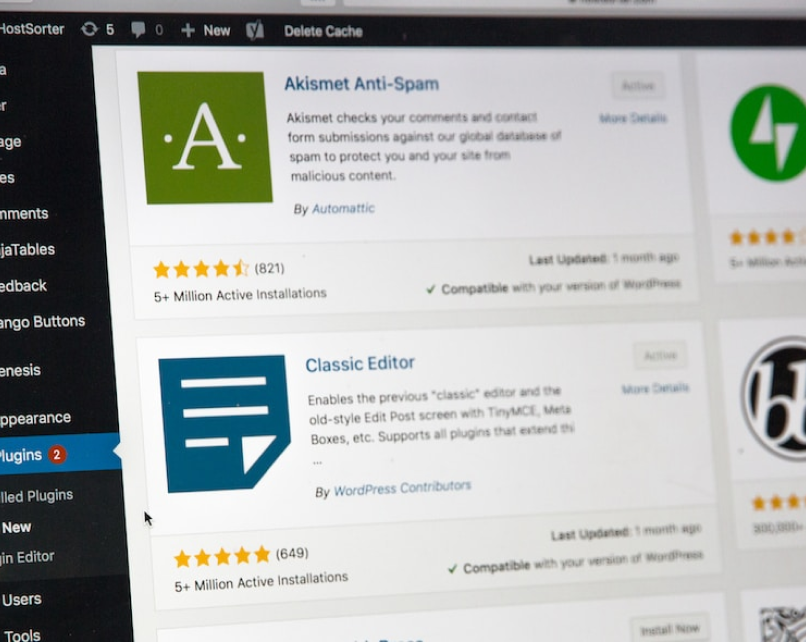 HostSorter 5 0 New Delete Cache
mments
jaTables
edback
ango Buttons
enesis
ppearance
lugins 2
lled Plugins
New
in Editor
Users
Tools
A
Akismet Anti-Spam
Active
More Details
Akismet checks your comments and contact
form submissions against our global database of
spam to protect you and your site from
malicious content.
By Automattic
(821)
5+ Million Active Installations
Last Updated: 1 month ago
Compatible with your version of WordPress
Classic Editor
Active
More Details
Enables the previous "classic" editor and the
old-style Edit Post screen with TinyMCE, Meta
Boxes, etc. Supports all plugins that extend thi
...
By WordPress Contributors
(649)
5+ Million Active Installations
Last Updated: 1 month ago
Compatible with your version of WordPress
Install Now
5+ Million
300,000+